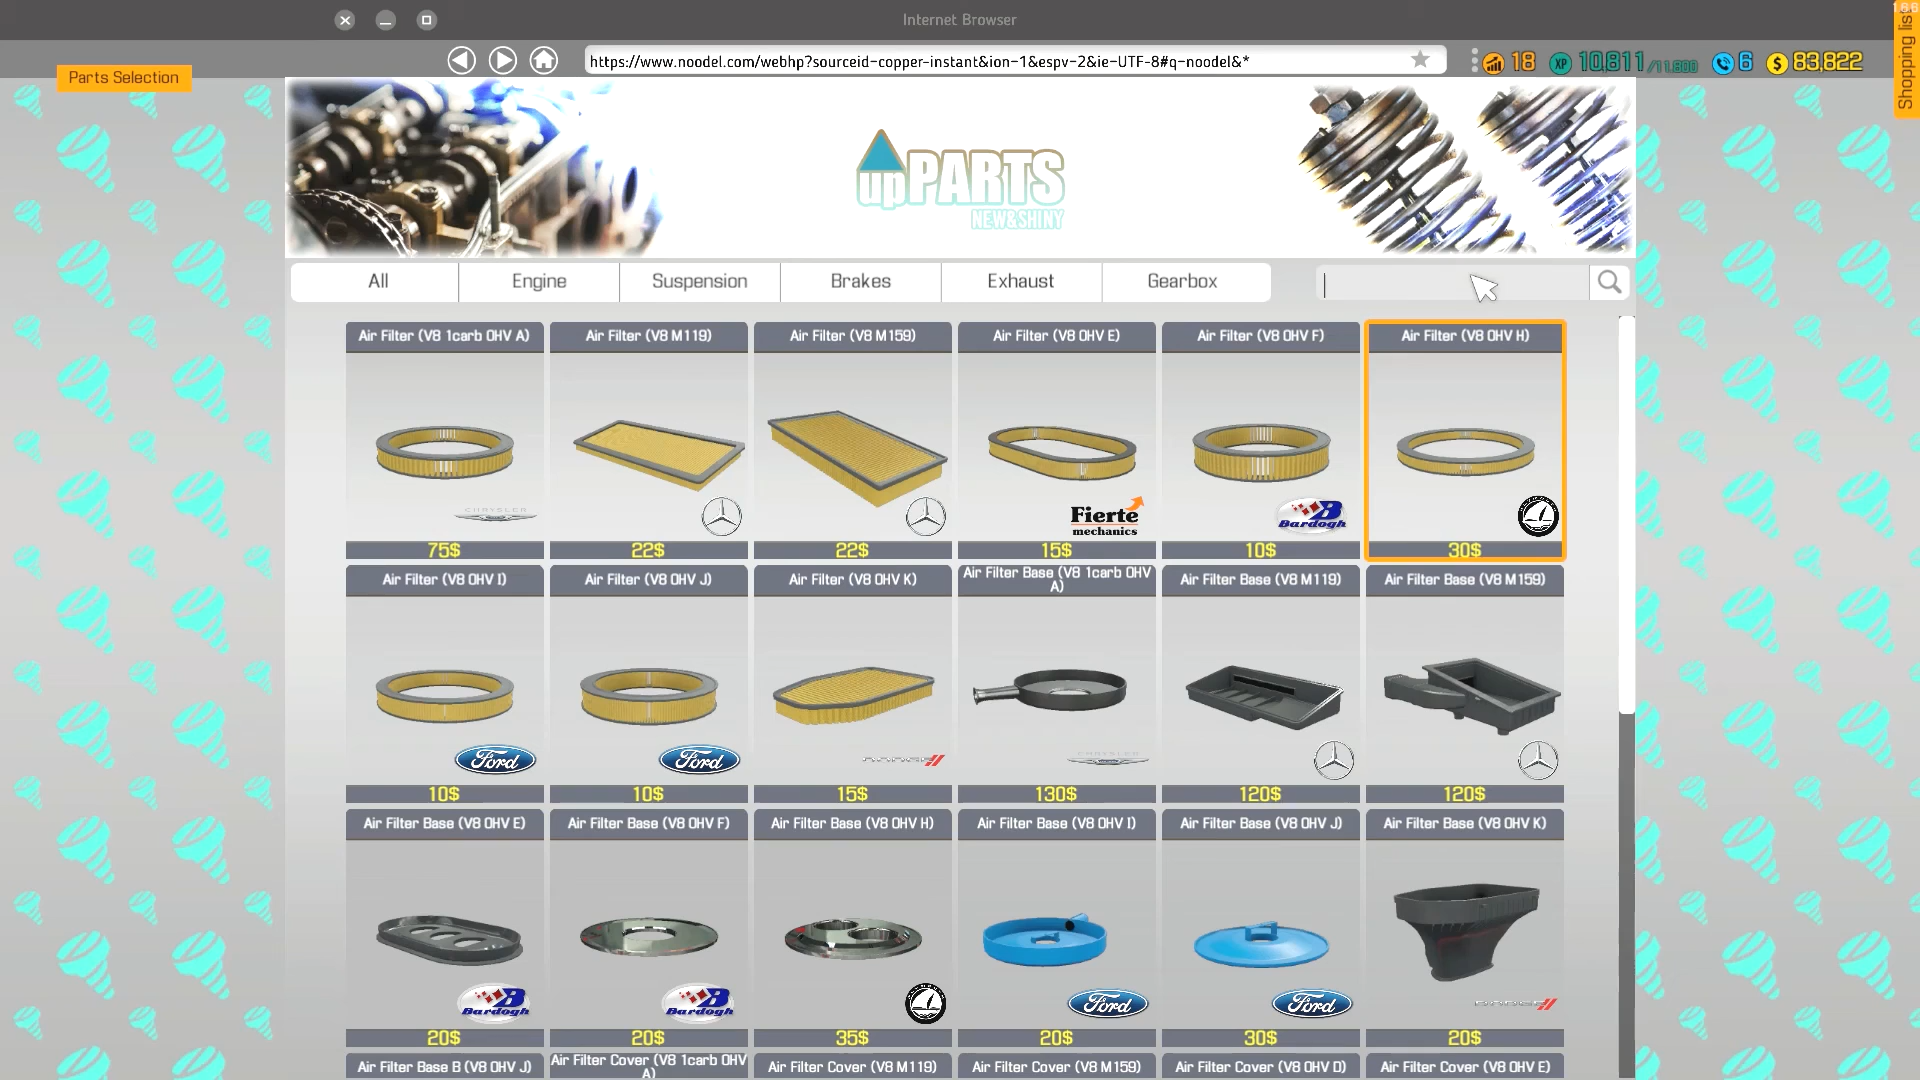 Internet Browser
186
Parts Selection
https://www.noodel.com/webhp?sourceid-copper-instant&ion-1&espv-2&ie-UTF-8#q-noodel&*
18
XP 10,811/11,800
6
$ 83,822
Shopping list
upPARTS
NEW&SHINY
All
Engine
Suspension
Brakes
Exhaust
Gearbox
Air Filter (V8 1carb OHV A)
Air Filter (V8 M119)
Air Filter (V8 M159)
Air Filter (V8 OHV E)
Air Filter (V8 OHV F)
Air Filter (V8 OHV H)
CHRYSLER
Fierte
mechanics
Bardogh
75$
22$
22$
15$
10$
30$
Air Filter (V8 OHV I)
Air Filter (V8 OHV J)
Air Filter (V8 OHV K)
Air Filter Base (V8 1carb OHV
A)
Air Filter Base (V8 M119)
Air Filter Base (V8 M159)
Ford
Ford
DODGE
CHRYSLER
10$
10$
15$
130$
120$
120$
Air Filter Base (V8 OHV E)
Air Filter Base (V8 OHV F)
Air Filter Base (V8 OHV H)
Air Filter Base (V8 OHV I)
Air Filter Base (V8 OHV J)
Air Filter Base (V8 OHV K)
Bardogh
Bardogh
Ford
Ford
DODGE
20$
20$
35$
20$
30$
20$
Air Filter Base B (V8 OHV J)
Air Filter Cover (V8 1carb OHV
A)
Air Filter Cover (V8 M119)
Air Filter Cover (V8 M159)
Air Filter Cover (V8 OHV D)
Air Filter Cover (V8 OHV E)